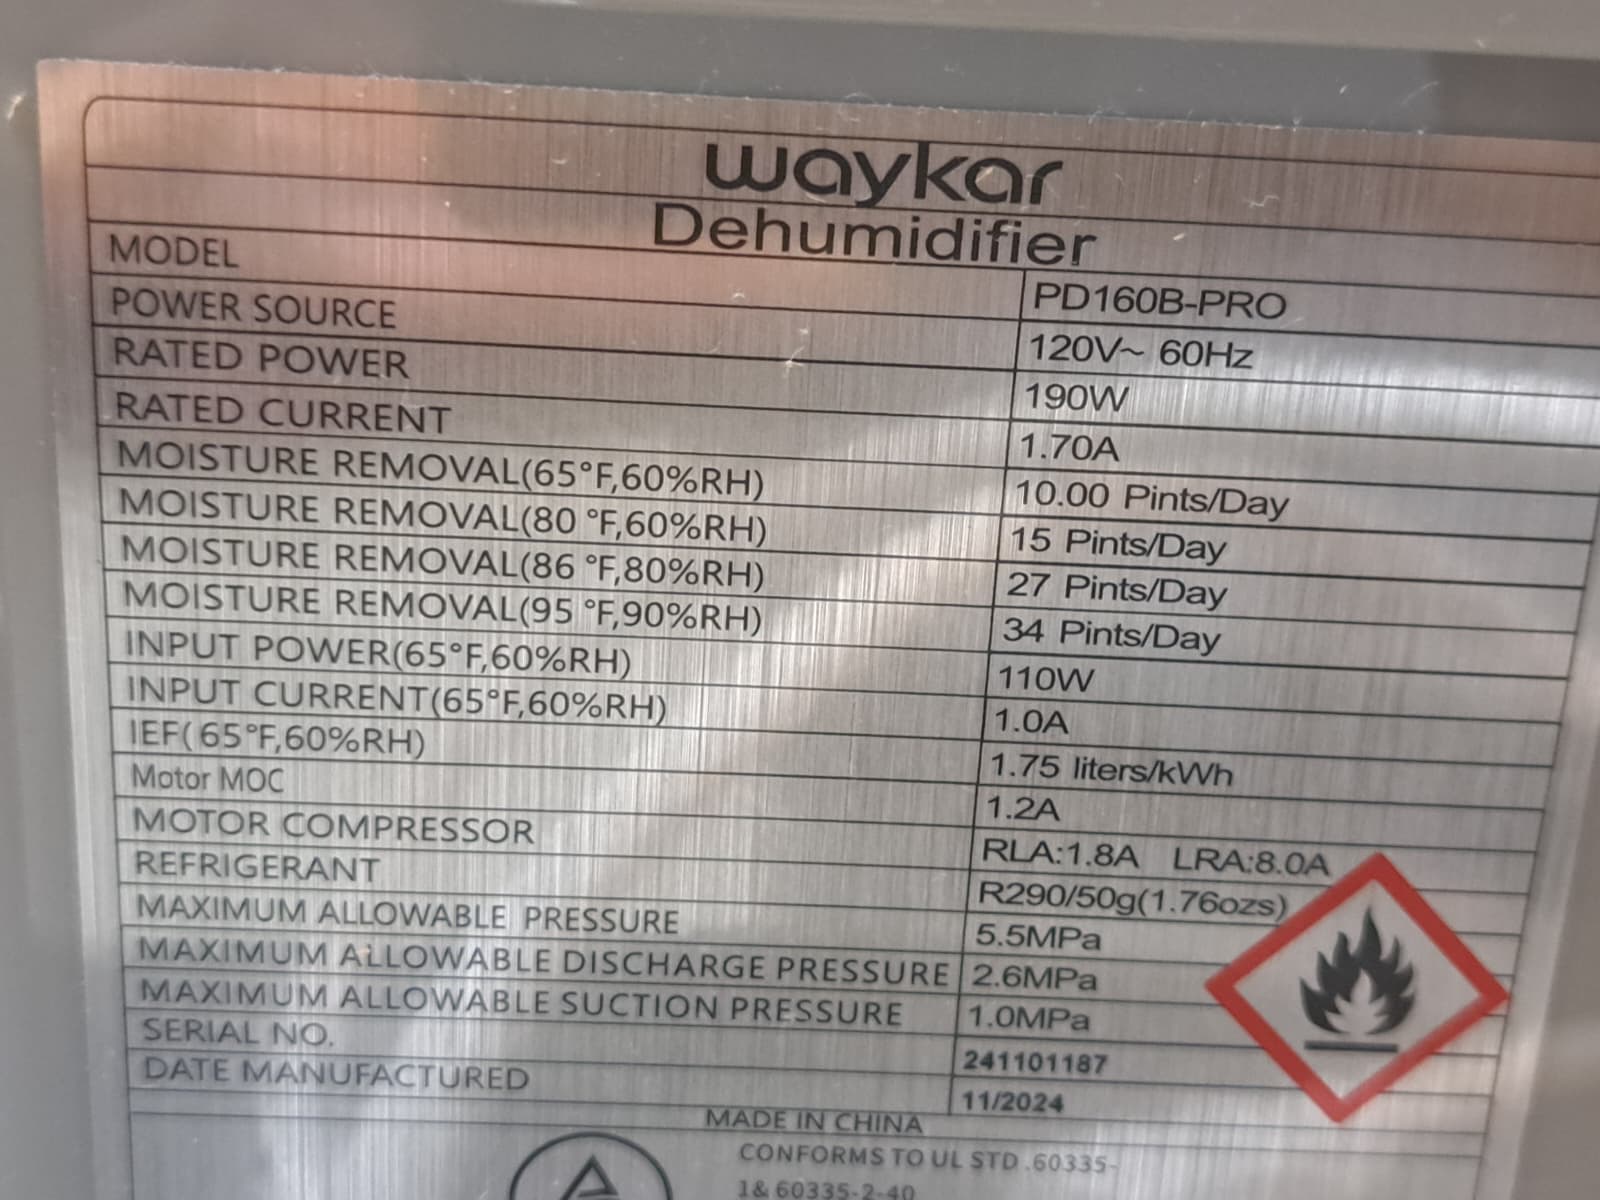 waykar
Dehumidifier
MODEL PD160B-PRO
POWER SOURCE 120V~ 60Hz
RATED POWER 190W
RATED CURRENT 1.70A
MOISTURE REMOVAL(65°F,60%RH) 10.00 Pints/Day
MOISTURE REMOVAL(80 °F,60%RH) 15 Pints/Day
MOISTURE REMOVAL(86 °F,80%RH) 27 Pints/Day
MOISTURE REMOVAL(95 °F,90%RH) 34 Pints/Day
INPUT POWER(65°F,60%RH) 110W
INPUT CURRENT(65°F,60%RH) 1.0A
IEF( 65°F,60%RH) 1.75 liters/kWh
Motor MOC 1.2A
MOTOR COMPRESSOR RLA:1.8A LRA:8.0A
REFRIGERANT R290/50g(1.76ozs)
MAXIMUM ALLOWABLE PRESSURE 5.5MPa
MAXIMUM ALLOWABLE DISCHARGE PRESSURE 2.6MPa
MAXIMUM ALLOWABLE SUCTION PRESSURE 1.0MPa
SERIAL NO. 241101187
DATE MANUFACTURED 11/2024
MADE IN CHINA
CONFORMS TO UL STD .60335-
1& 60335-2-40